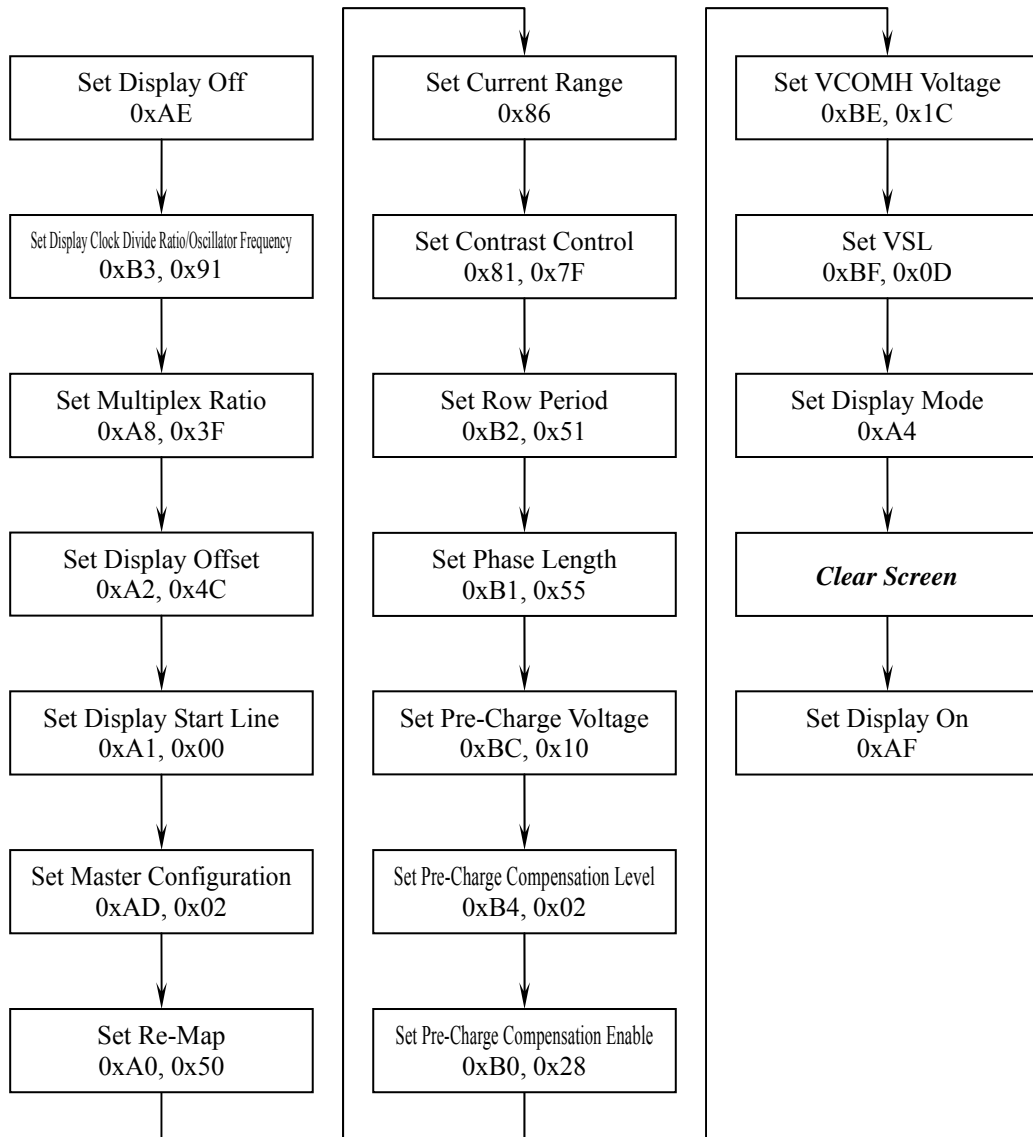 Set Display Off
0xAE
Set Display Clock Divide Ratio/Oscillator Frequency
0xB3, 0x91
Set Multiplex Ratio
0xA8, 0x3F
Set Display Offset
0xA2, 0x4C
Set Display Start Line
0xA1, 0x00
Set Master Configuration
0xAD, 0x02
Set Re-Map
0xA0, 0x50
Set Current Range
0x86
Set Contrast Control
0x81, 0x7F
Set Row Period
0xB2, 0x51
Set Phase Length
0xB1, 0x55
Set Pre-Charge Voltage
0xBC, 0x10
Set Pre-Charge Compensation Level
0xB4, 0x02
Set Pre-Charge Compensation Enable
0xB0, 0x28
Set VCOMH Voltage
0xBE, 0x1C
Set VSL
0xBF, 0x0D
Set Display Mode
0xA4
Clear Screen
Set Display On
0xAF